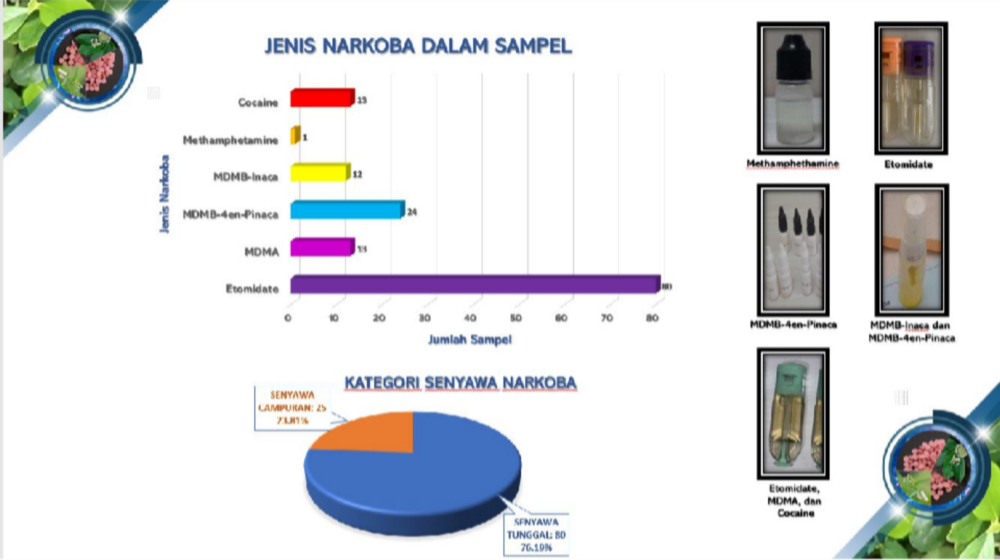 JENIS NARKOBA DALAM SAMPEL
Jenis Narkoba
Cocaine
13
Methamphetamine
1
MDMB-Inaca
12
MDMB-4en-Pinaca
24
MDMA
13
Etomidate
80
0 10 20 30 40 50 60 70 80
Jumlah Sampel
KATEGORI SENYAWA NARKOBA
SENYAWA
CAMPURAN: 25
23.81%
SENYAWA
TUNGGAL: 80
76.19%
Methamphethamine
Etomidate
MDMB-4en-Pinaca
MDMB-Inaca dan
MDMB-4en-Pinaca
Etomidate,
MDMA, dan
Cocaine